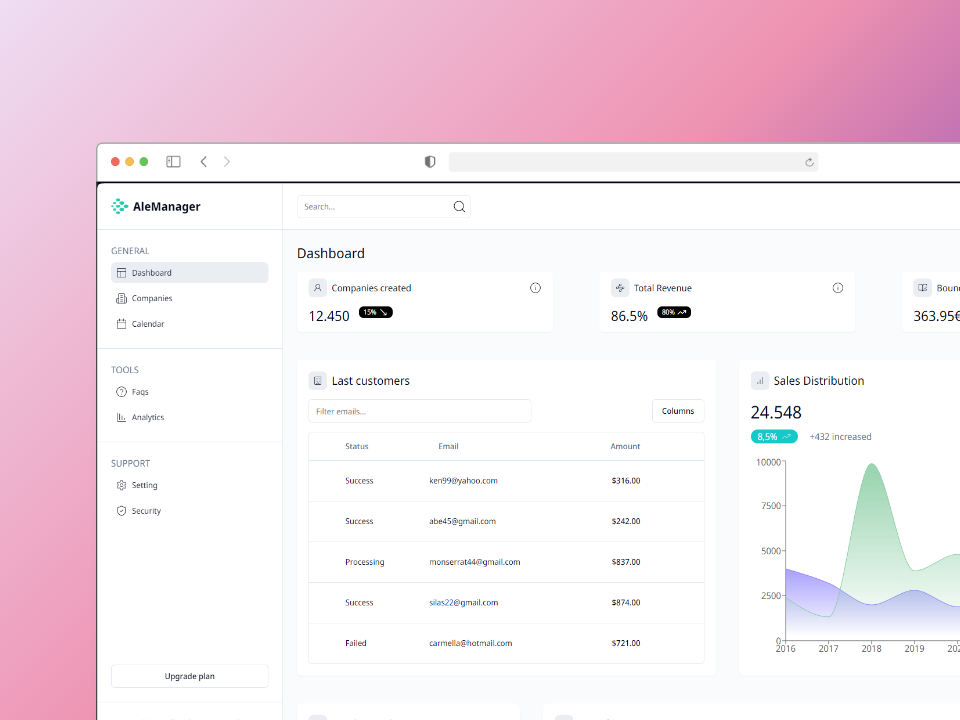 AleManager
Search...
GENERAL
Dashboard
Companies
Calendar
TOOLS
Faqs
Analytics
SUPPORT
Setting
Security
Upgrade plan
Dashboard
Companies created
12.450 15%
Total Revenue
86.5% 80%
Boun
363.95€
Last customers
Filter emails...
Columns
Status Email Amount
Success ken99@yahoo.com $316.00
Success abe45@gmail.com $242.00
Processing monserrat44@gmail.com $837.00
Success silas22@gmail.com $874.00
Failed carmella@hotmail.com $721.00
Sales Distribution
24.548
8,5% +432 increased
10000
7500
5000
2500
0
2016 2017 2018 2019 202